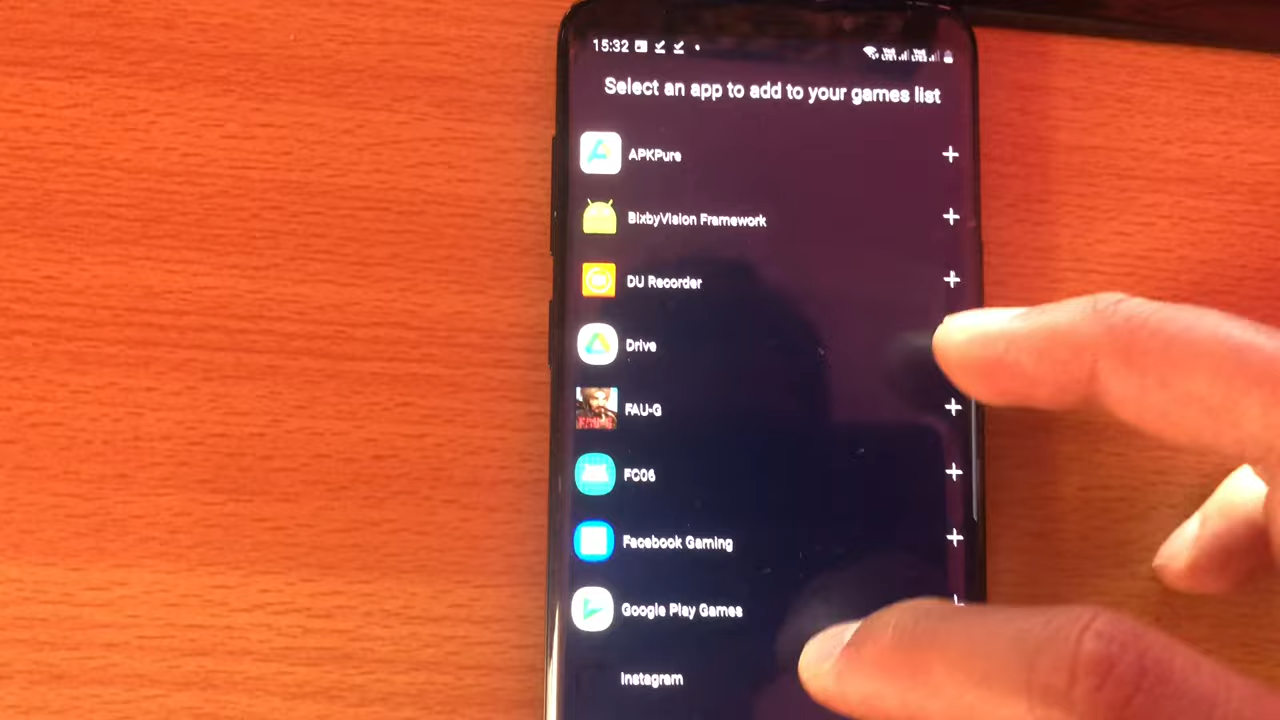 15:32
Select an app to add to your games list
APKPure
BixbyVision Framework
DU Recorder
Drive
FAU-G
FC06
Facebook Gaming
Google Play Games
Instagram